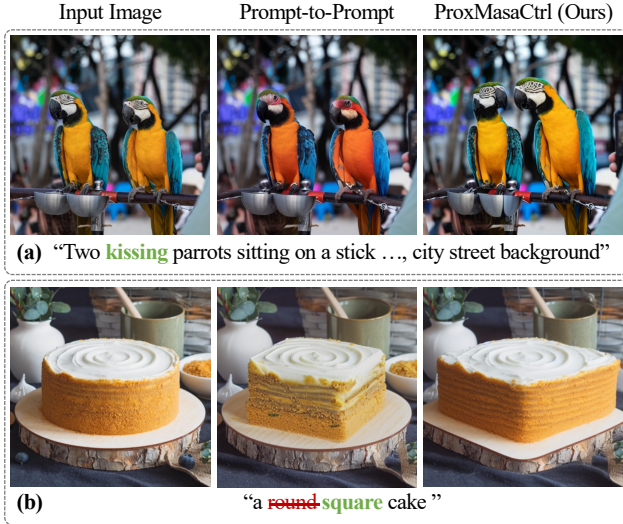 Input Image Prompt-to-Prompt ProxMasaCtrl (Ours)
(a) “Two kissing parrots sitting on a stick …, city street background”
(b) “a round square cake ”